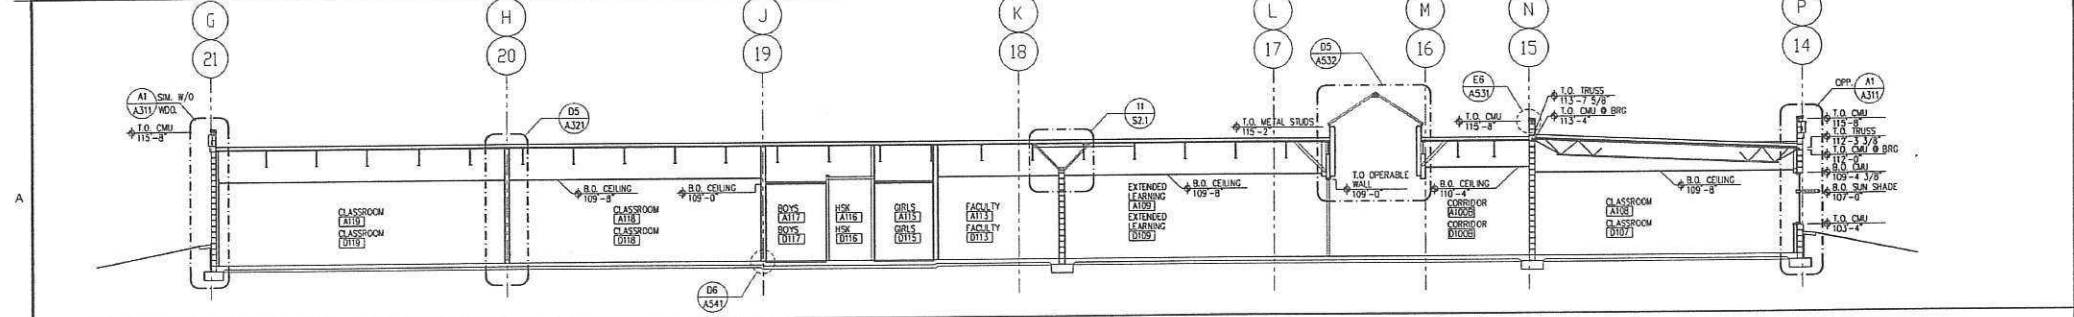 G
H
J
K
L
M
N
P
21
20
19
18
17
16
15
14
A1
A311
SIM. W/O
WDO.
D5
A321
11
S2.1
D5
A532
E6
A531
OPP.
A1
A311
T.O. CMU
115'-8"
T.O. METAL STUDS
115'-2"
T.O. CMU
115'-8"
T.O. TRUSS
113'-7 5/8"
T.O. CMU @ BRG
113'-4"
T.O. CMU
115'-8"
T.O. TRUSS
112'-3 3/8"
T.O. CMU @ BRG
112'-0"
B.O. CMU
109'-4 3/8"
B.O. SUN SHADE
107'-0"
T.O. CMU
103'-4"
A
B.O. CEILING
109'-8"
B.O. CEILING
109'-0"
B.O. CEILING
109'-8"
T.O OPERABLE
WALL
109'-0"
B.O. CEILING
110'-4"
B.O. CEILING
109'-8"
CLASSROOM
A119
CLASSROOM
D119
CLASSROOM
A118
CLASSROOM
D118
BOYS
A117
BOYS
D117
HSK
A116
HSK
D116
GIRLS
A115
GIRLS
D115
FACULTY
A113
FACULTY
D113
EXTENDED
LEARNING
A109
EXTENDED
LEARNING
D109
CORRIDOR
A100B
CORRIDOR
D100B
CLASSROOM
A108
CLASSROOM
D107
D6
A541